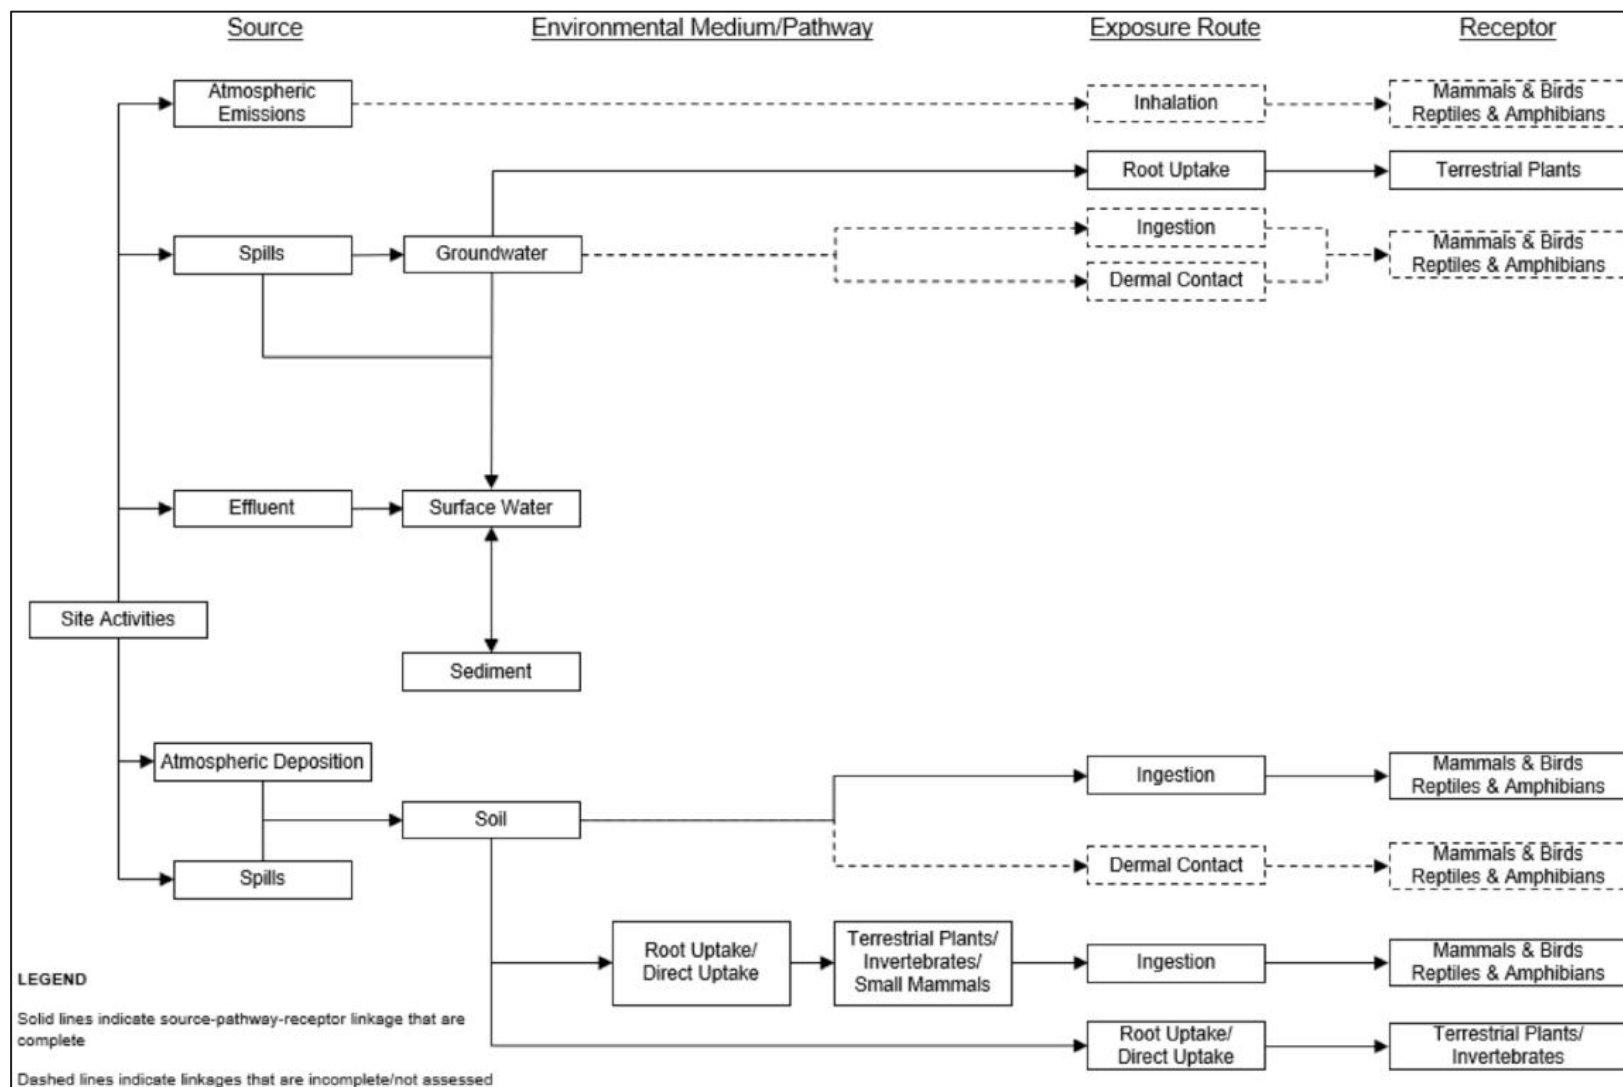 Source
Environmental Medium/Pathway
Exposure Route
Receptor
Atmospheric
Emissions
Inhalation
Mammals & Birds
Reptiles & Amphibians
Root Uptake
Terrestrial Plants
Spills
Groundwater
Ingestion
Dermal Contact
Mammals & Birds
Reptiles & Amphibians
Effluent
Surface Water
Site Activities
Sediment
Atmospheric Deposition
Spills
Soil
Ingestion
Mammals & Birds
Reptiles & Amphibians
Dermal Contact
Mammals & Birds
Reptiles & Amphibians
Root Uptake/
Direct Uptake
Terrestrial Plants/
Invertebrates/
Small Mammals
Ingestion
Mammals & Birds
Reptiles & Amphibians
Root Uptake/
Direct Uptake
Terrestrial Plants/
Invertebrates
LEGEND
Solid lines indicate source-pathway-receptor linkage that are
complete
Dashed lines indicate linkages that are incomplete/not assessed